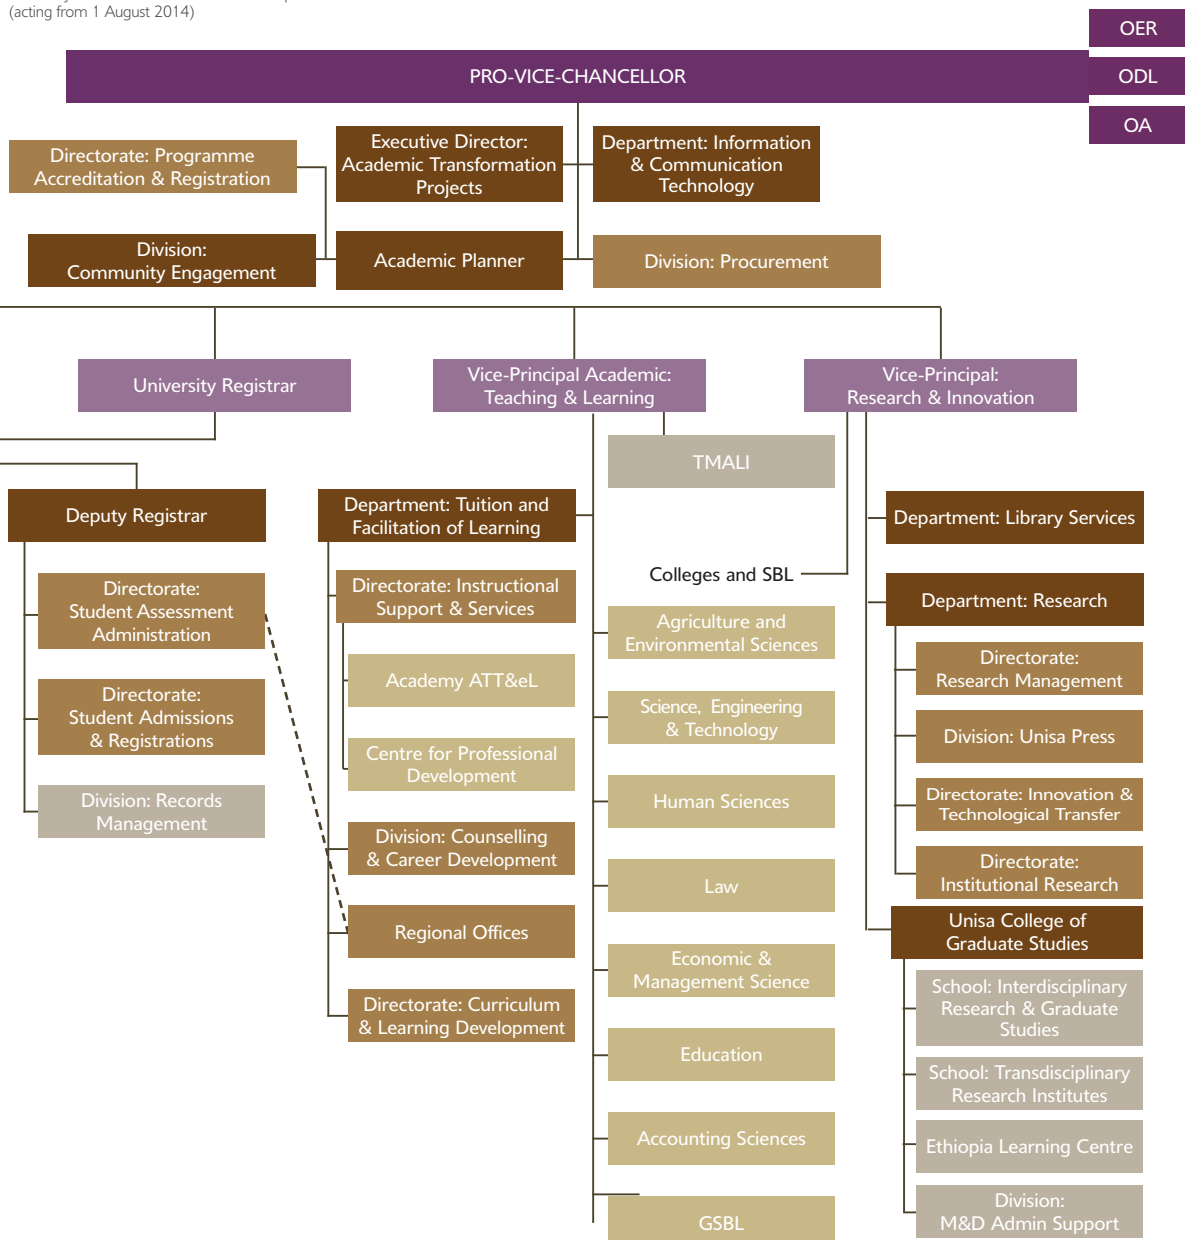 (acting from 1 August 2014)
OER
PRO-VICE-CHANCELLOR
ODL
OA
Directorate: Programme
Accreditation & Registration
Executive Director:
Academic Transformation
Projects
Department: Information
& Communication
Technology
Division:
Community Engagement
Academic Planner
Division: Procurement
University Registrar
Vice-Principal Academic:
Teaching & Learning
Vice-Principal:
Research & Innovation
TMALI
Deputy Registrar
Department: Tuition and
Facilitation of Learning
Department: Library Services
Colleges and SBL
Directorate:
Student Assessment
Administration
Directorate: Instructional
Support & Services
Department: Research
Agriculture and
Environmental Sciences
Directorate:
Research Management
Academy ATT&eL
Directorate:
Student Admissions
& Registrations
Science, Engineering
& Technology
Division: Unisa Press
Centre for Professional
Development
Division: Records
Management
Human Sciences
Directorate: Innovation &
Technological Transfer
Division: Counselling
& Career Development
Law
Directorate:
Institutional Research
Regional Offices
Unisa College of
Graduate Studies
Economic &
Management Science
Directorate: Curriculum
& Learning Development
School: Interdisciplinary
Research & Graduate
Studies
Education
School: Transdisciplinary
Research Institutes
Accounting Sciences
Ethiopia Learning Centre
GSBL
Division:
M&D Admin Support